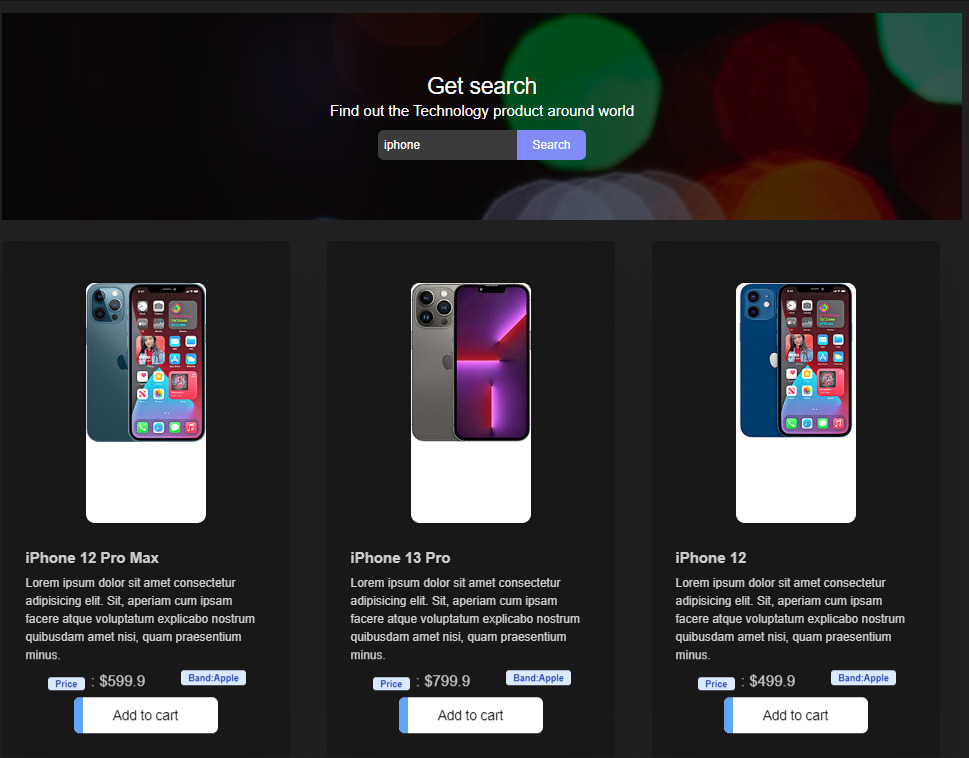 Get search
Find out the Technology product around world
iphone Search
iPhone 12 Pro Max
Lorem ipsum dolor sit amet consectetur
adipisicing elit. Sit, aperiam cum ipsam
facere atque voluptatum explicabo nostrum
quibusdam amet nisi, quam praesentium
minus.
Price : $599.9 Band:Apple
Add to cart
iPhone 13 Pro
Lorem ipsum dolor sit amet consectetur
adipisicing elit. Sit, aperiam cum ipsam
facere atque voluptatum explicabo nostrum
quibusdam amet nisi, quam praesentium
minus.
Price : $799.9 Band:Apple
Add to cart
iPhone 12
Lorem ipsum dolor sit amet consectetur
adipisicing elit. Sit, aperiam cum ipsam
facere atque voluptatum explicabo nostrum
quibusdam amet nisi, quam praesentium
minus.
Price : $499.9 Band:Apple
Add to cart